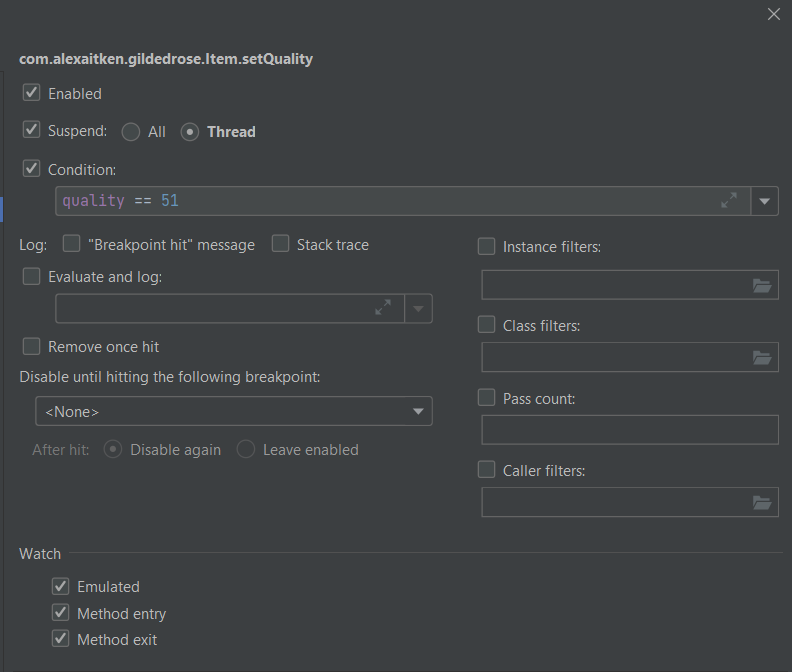 com.alexaitken.gildedrose.Item.setQuality
Enabled
Suspend: All Thread
Condition:
quality == 51
Log: "Breakpoint hit" message Stack trace
Evaluate and log:
Remove once hit
Disable until hitting the following breakpoint:
<None>
After hit: Disable again Leave enabled
Instance filters:
Class filters:
Pass count:
Caller filters:
Watch
Emulated
Method entry
Method exit